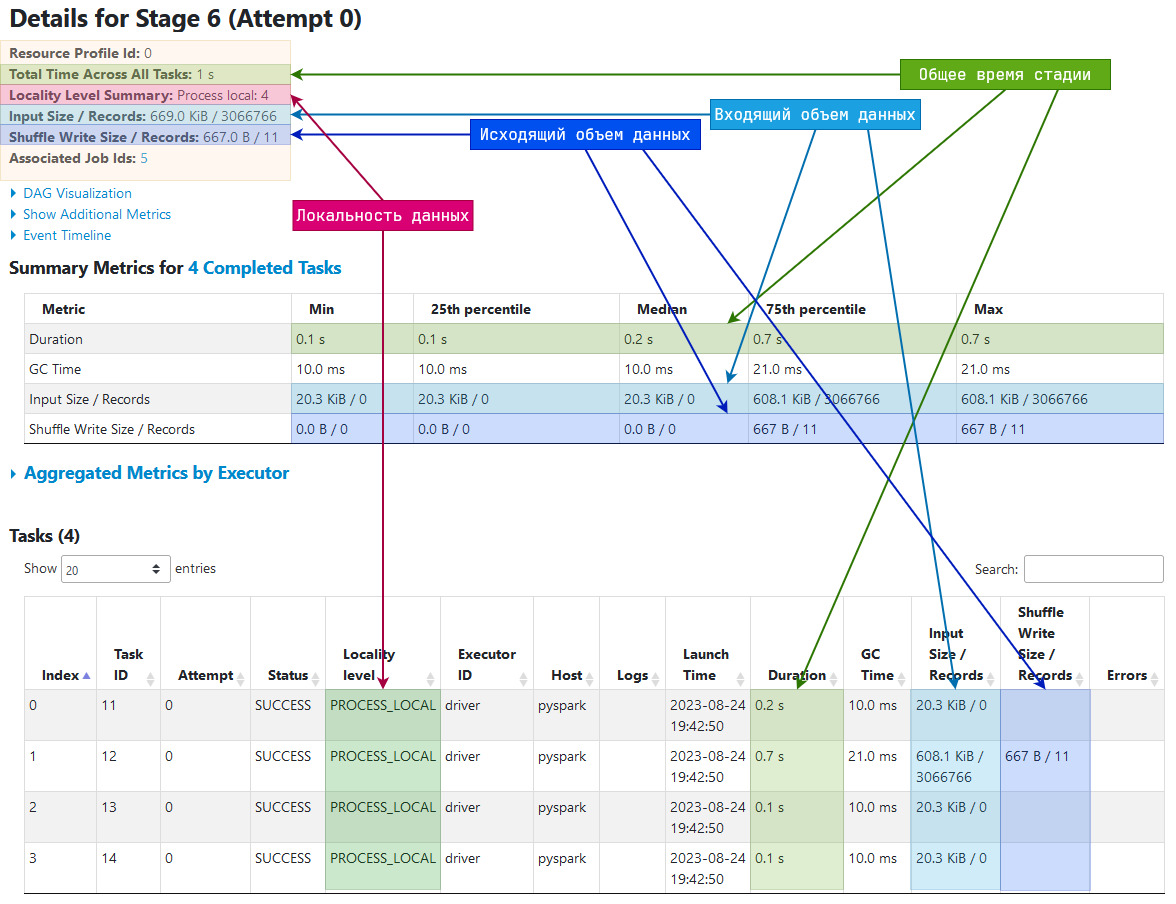 Details for Stage 6 (Attempt 0)
Resource Profile Id: 0
Total Time Across All Tasks: 1 s
Locality Level Summary: Process local: 4
Input Size / Records: 669.0 KiB / 3066766
Shuffle Write Size / Records: 667.0 B / 11
Associated Job Ids: 5
Общее время стадии
Входящий объем данных
Исходящий объем данных
Локальность данных
DAG Visualization
Show Additional Metrics
Event Timeline
Summary Metrics for 4 Completed Tasks
Metric Min 25th percentile Median 75th percentile Max
Duration 0.1 s 0.1 s 0.2 s 0.7 s 0.7 s
GC Time 10.0 ms 10.0 ms 10.0 ms 21.0 ms 21.0 ms
Input Size / Records 20.3 KiB / 0 20.3 KiB / 0 20.3 KiB / 0 608.1 KiB / 3066766 608.1 KiB / 3066766
Shuffle Write Size / Records 0.0 B / 0 0.0 B / 0 0.0 B / 0 667 B / 11 667 B / 11
Aggregated Metrics by Executor
Tasks (4)
Show 20 entries Search:
Index Task ID Attempt Status Locality level Executor ID Host Logs Launch Time Duration GC Time Input Size / Records Shuffle Write Size / Records Errors
0 11 0 SUCCESS PROCESS_LOCAL driver pyspark 2023-08-24 19:42:50 0.2 s 10.0 ms 20.3 KiB / 0
1 12 0 SUCCESS PROCESS_LOCAL driver pyspark 2023-08-24 19:42:50 0.7 s 21.0 ms 608.1 KiB / 3066766 667 B / 11
2 13 0 SUCCESS PROCESS_LOCAL driver pyspark 2023-08-24 19:42:50 0.1 s 10.0 ms 20.3 KiB / 0
3 14 0 SUCCESS PROCESS_LOCAL driver pyspark 2023-08-24 19:42:50 0.1 s 10.0 ms 20.3 KiB / 0